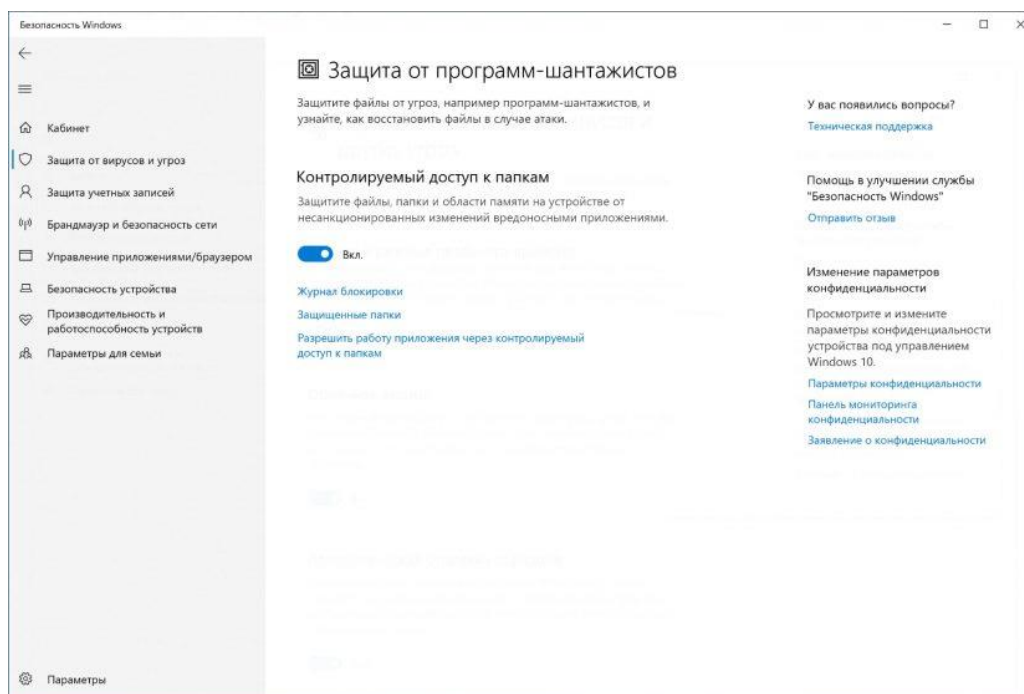 Безопасность Windows
Кабинет
Защита от вирусов и угроз
Защита учетных записей
Брандмауэр и безопасность сети
Управление приложениями/браузером
Безопасность устройства
Производительность и
работоспособность устройств
Параметры для семьи
Параметры
Защита от программ-шантажистов
Защитите файлы от угроз, например программ-шантажистов, и
узнайте, как восстановить файлы в случае атаки.
Контролируемый доступ к папкам
Защитите файлы, папки и области памяти на устройстве от
несанкционированных изменений вредоносными приложениями.
Вкл.
Журнал блокировки
Защищенные папки
Разрешить работу приложения через контролируемый
доступ к папкам
У вас появились вопросы?
Техническая поддержка
Помощь в улучшении службы
"Безопасность Windows"
Отправить отзыв
Изменение параметров
конфиденциальности
Просмотрите и измените
параметры конфиденциальности
устройства под управлением
Windows 10.
Параметры конфиденциальности
Панель мониторинга
конфиденциальности
Заявление о конфиденциальности